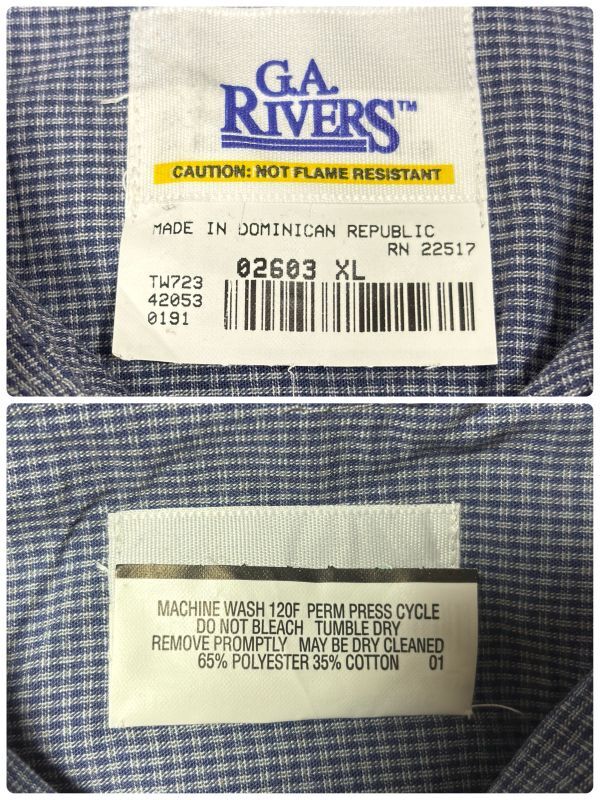 G.A.
RIVERS™
CAUTION: NOT FLAME RESISTANT
MADE IN DOMINICAN REPUBLIC
RN 22517
02603 XL
TW723
42053
0191
MACHINE WASH 120F PERM PRESS CYCLE
DO NOT BLEACH TUMBLE DRY
REMOVE PROMPTLY MAY BE DRY CLEANED
65% POLYESTER 35% COTTON 01